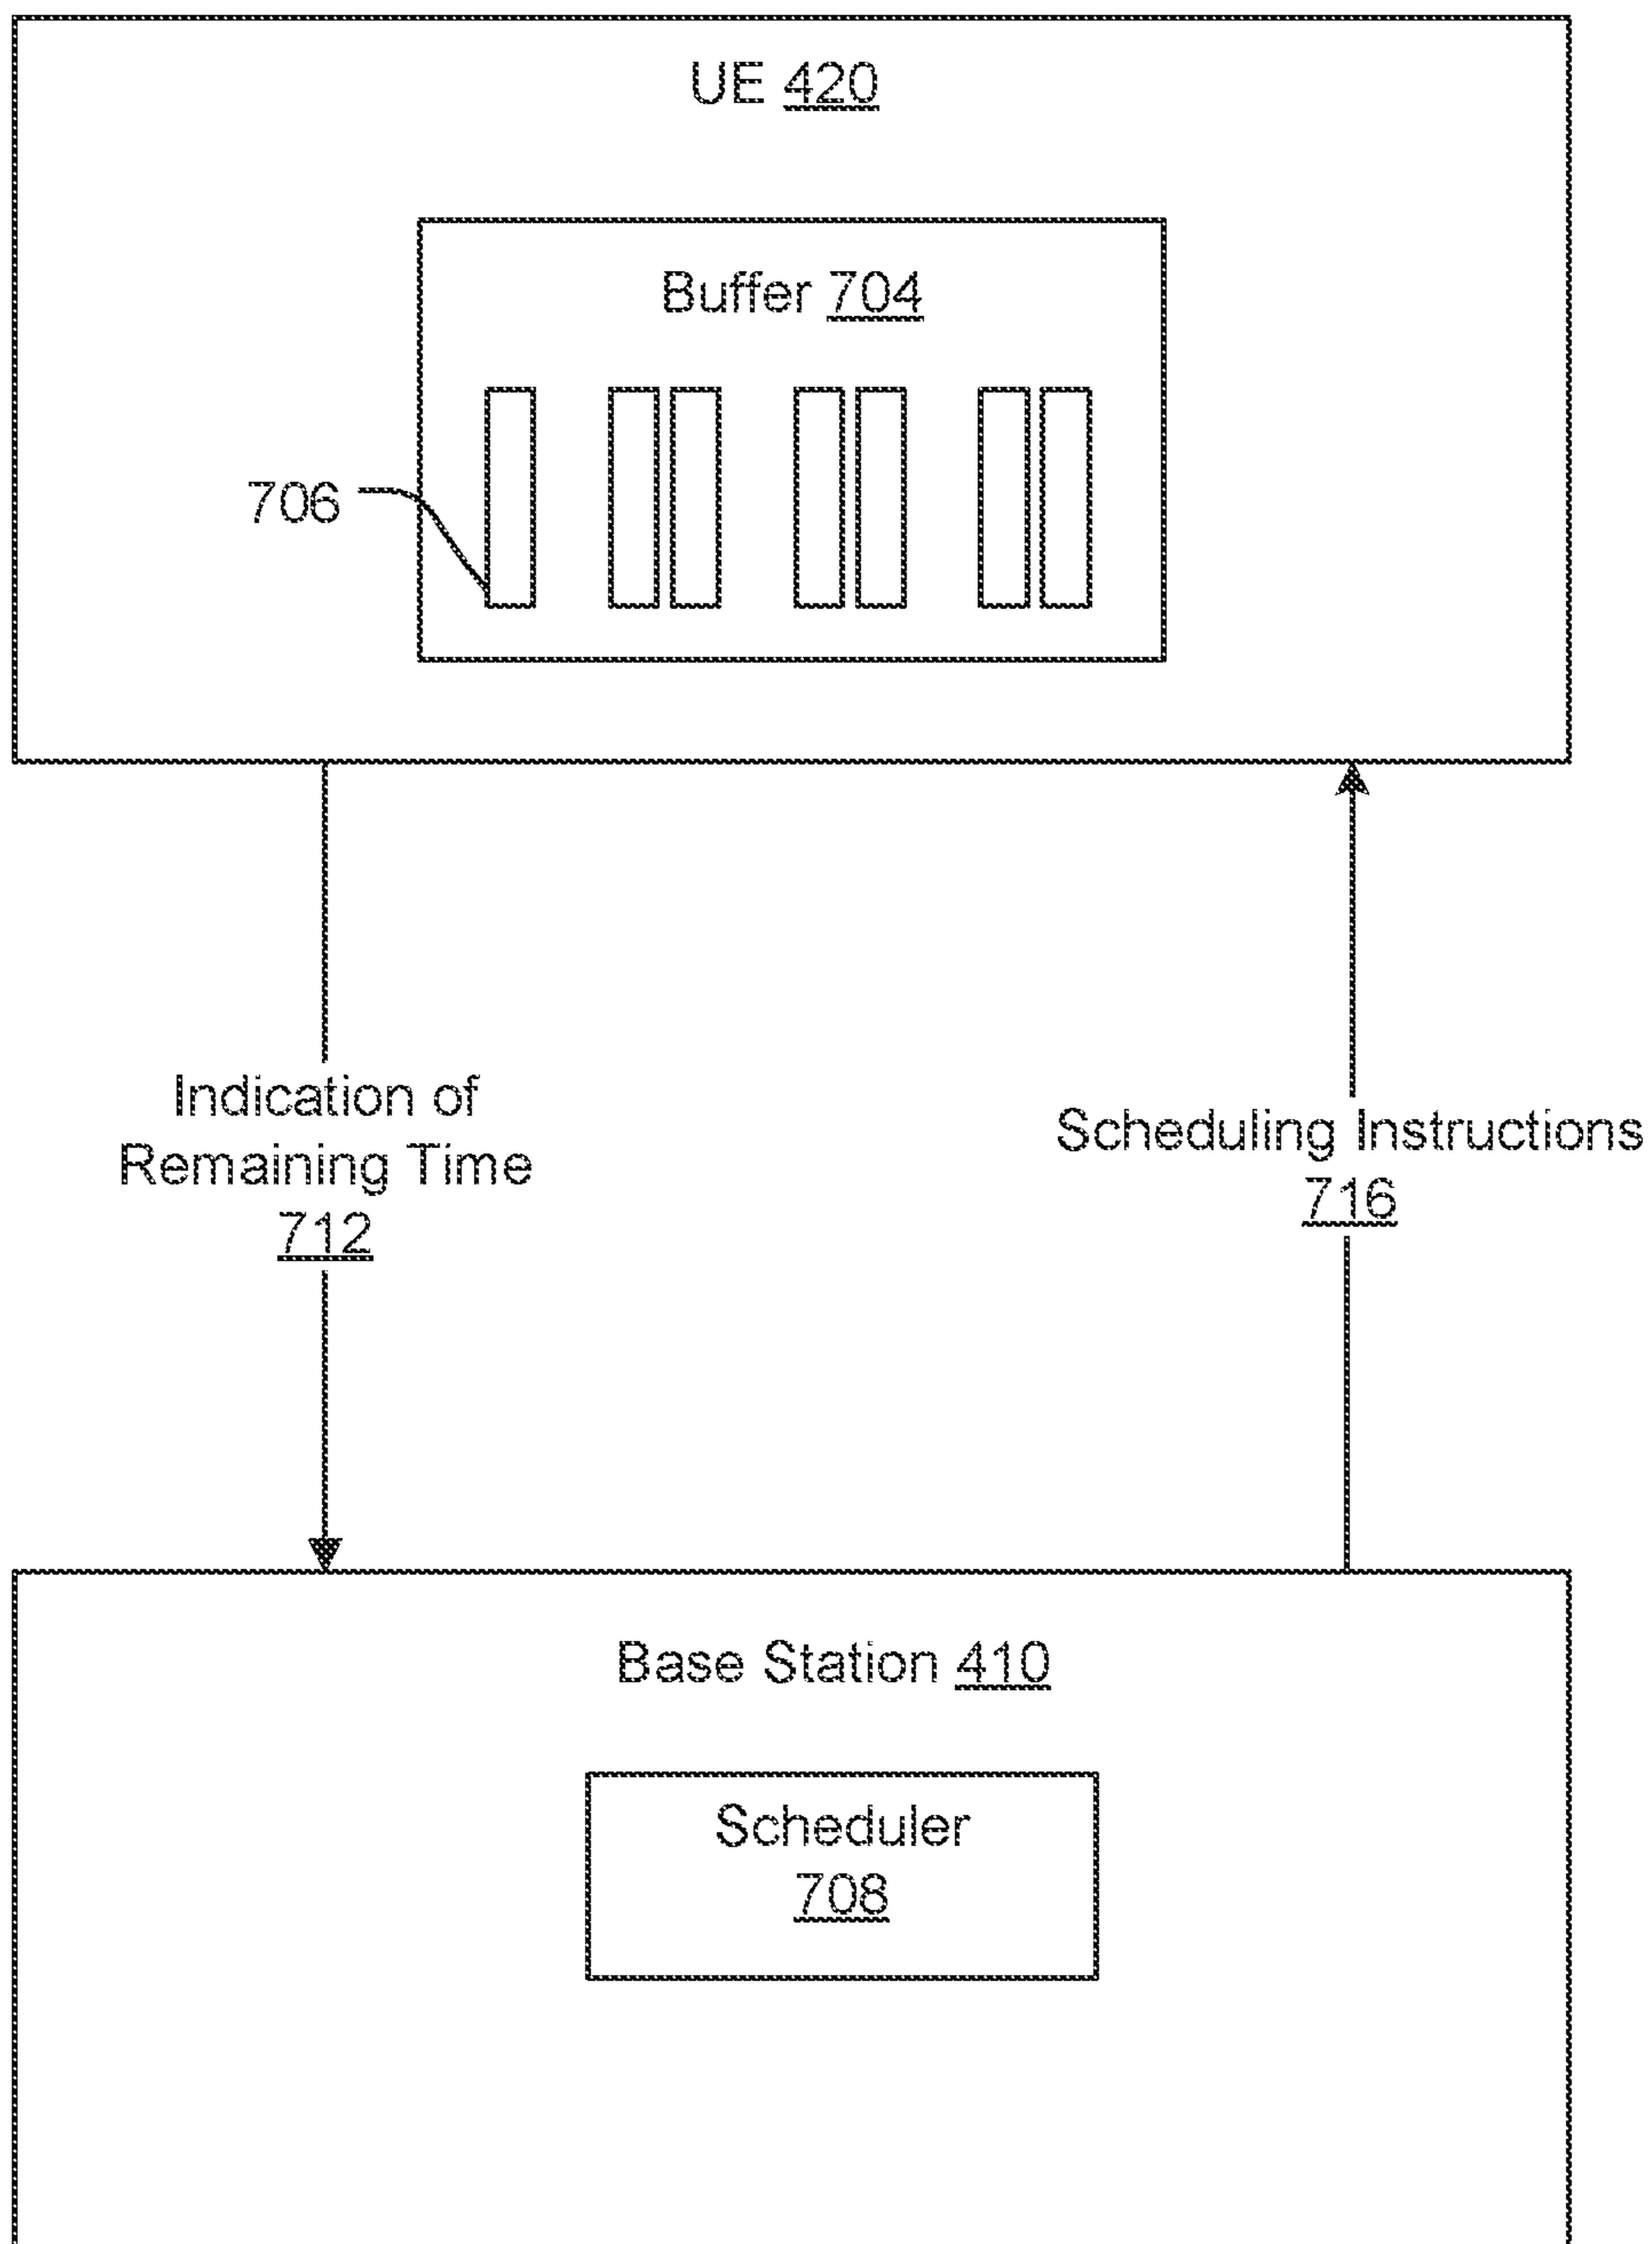 UE 420
Buffer 704
706
Indication of
Remaining Time
712
Scheduling Instructions
716
Base Station 410
Scheduler
708